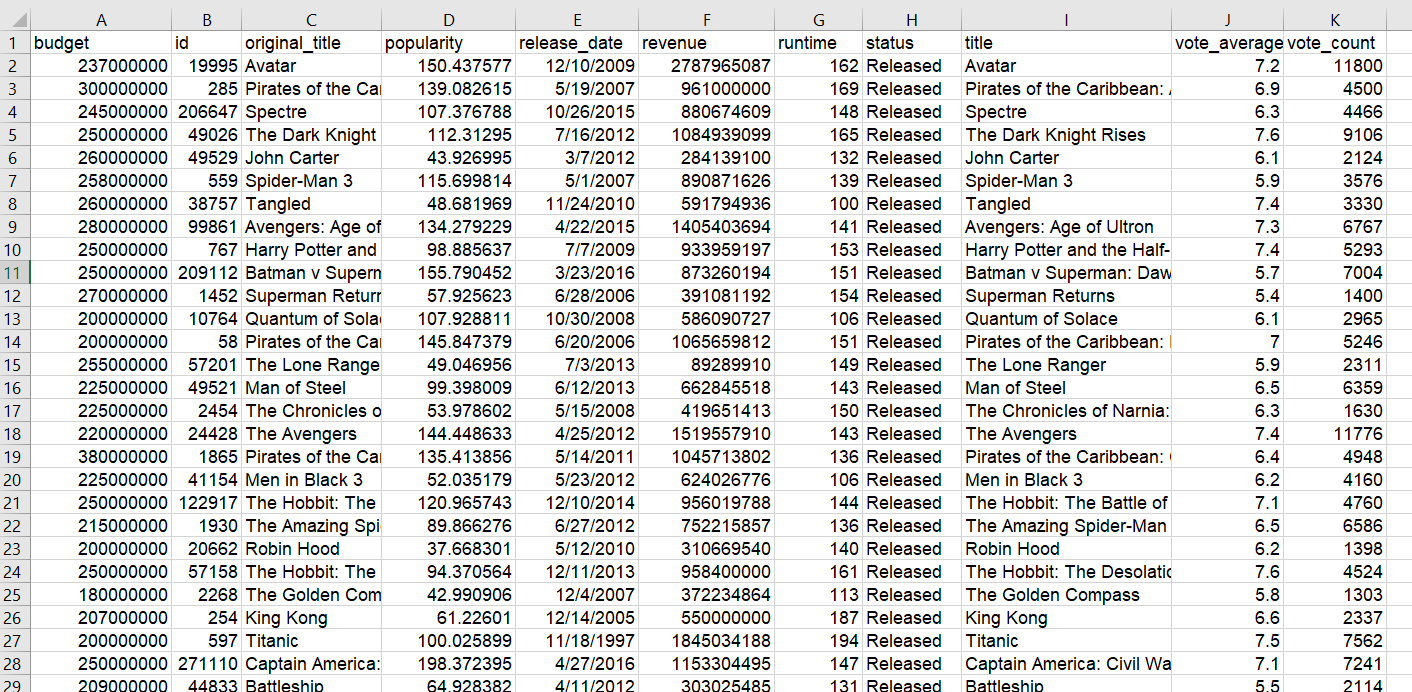 A B C D E F G H I J K
1 budget id original_title popularity release_date revenue runtime status title vote_average vote_count
2 237000000 19995 Avatar 150.437577 12/10/2009 2787965087 162 Released Avatar 7.2 11800
3 300000000 285 Pirates of the Ca 139.082615 5/19/2007 961000000 169 Released Pirates of the Caribbean: 6.9 4500
4 245000000 206647 Spectre 107.376788 10/26/2015 880674609 148 Released Spectre 6.3 4466
5 250000000 49026 The Dark Knight 112.31295 7/16/2012 1084939099 165 Released The Dark Knight Rises 7.6 9106
6 260000000 49529 John Carter 43.926995 3/7/2012 284139100 132 Released John Carter 6.1 2124
7 258000000 559 Spider-Man 3 115.699814 5/1/2007 890871626 139 Released Spider-Man 3 5.9 3576
8 260000000 38757 Tangled 48.681969 11/24/2010 591794936 100 Released Tangled 7.4 3330
9 280000000 99861 Avengers: Age of 134.279229 4/22/2015 1405403694 141 Released Avengers: Age of Ultron 7.3 6767
10 250000000 767 Harry Potter and 98.885637 7/7/2009 933959197 153 Released Harry Potter and the Half- 7.4 5293
11 250000000 209112 Batman v Superm 155.790452 3/23/2016 873260194 151 Released Batman v Superman: Daw 5.7 7004
12 270000000 1452 Superman Return 57.925623 6/28/2006 391081192 154 Released Superman Returns 5.4 1400
13 200000000 10764 Quantum of Sola 107.928811 10/30/2008 586090727 106 Released Quantum of Solace 6.1 2965
14 200000000 58 Pirates of the Ca 145.847379 6/20/2006 1065659812 151 Released Pirates of the Caribbean: 7 5246
15 255000000 57201 The Lone Range 49.046956 7/3/2013 89289910 149 Released The Lone Ranger 5.9 2311
16 225000000 49521 Man of Steel 99.398009 6/12/2013 662845518 143 Released Man of Steel 6.5 6359
17 225000000 2454 The Chronicles o 53.978602 5/15/2008 419651413 150 Released The Chronicles of Narnia: 6.3 1630
18 220000000 24428 The Avengers 144.448633 4/25/2012 1519557910 143 Released The Avengers 7.4 11776
19 380000000 1865 Pirates of the Ca 135.413856 5/14/2011 1045713802 136 Released Pirates of the Caribbean: 6.4 4948
20 225000000 41154 Men in Black 3 52.035179 5/23/2012 624026776 106 Released Men in Black 3 6.2 4160
21 250000000 122917 The Hobbit: The 120.965743 12/10/2014 956019788 144 Released The Hobbit: The Battle of 7.1 4760
22 215000000 1930 The Amazing Spi 89.866276 6/27/2012 752215857 136 Released The Amazing Spider-Man 6.5 6586
23 200000000 20662 Robin Hood 37.668301 5/12/2010 310669540 140 Released Robin Hood 6.2 1398
24 250000000 57158 The Hobbit: The 94.370564 12/11/2013 958400000 161 Released The Hobbit: The Desolatic 7.6 4524
25 180000000 2268 The Golden Com 42.990906 12/4/2007 372234864 113 Released The Golden Compass 5.8 1303
26 207000000 254 King Kong 61.22601 12/14/2005 550000000 187 Released King Kong 6.6 2337
27 200000000 597 Titanic 100.025899 11/18/1997 1845034188 194 Released Titanic 7.5 7562
28 250000000 271110 Captain America: 198.372395 4/27/2016 1153304495 147 Released Captain America: Civil Wa 7.1 7241
29 209000000 44833 Battleship 64.928382 4/11/2012 303025485 131 Released Battleship 5.5 2114